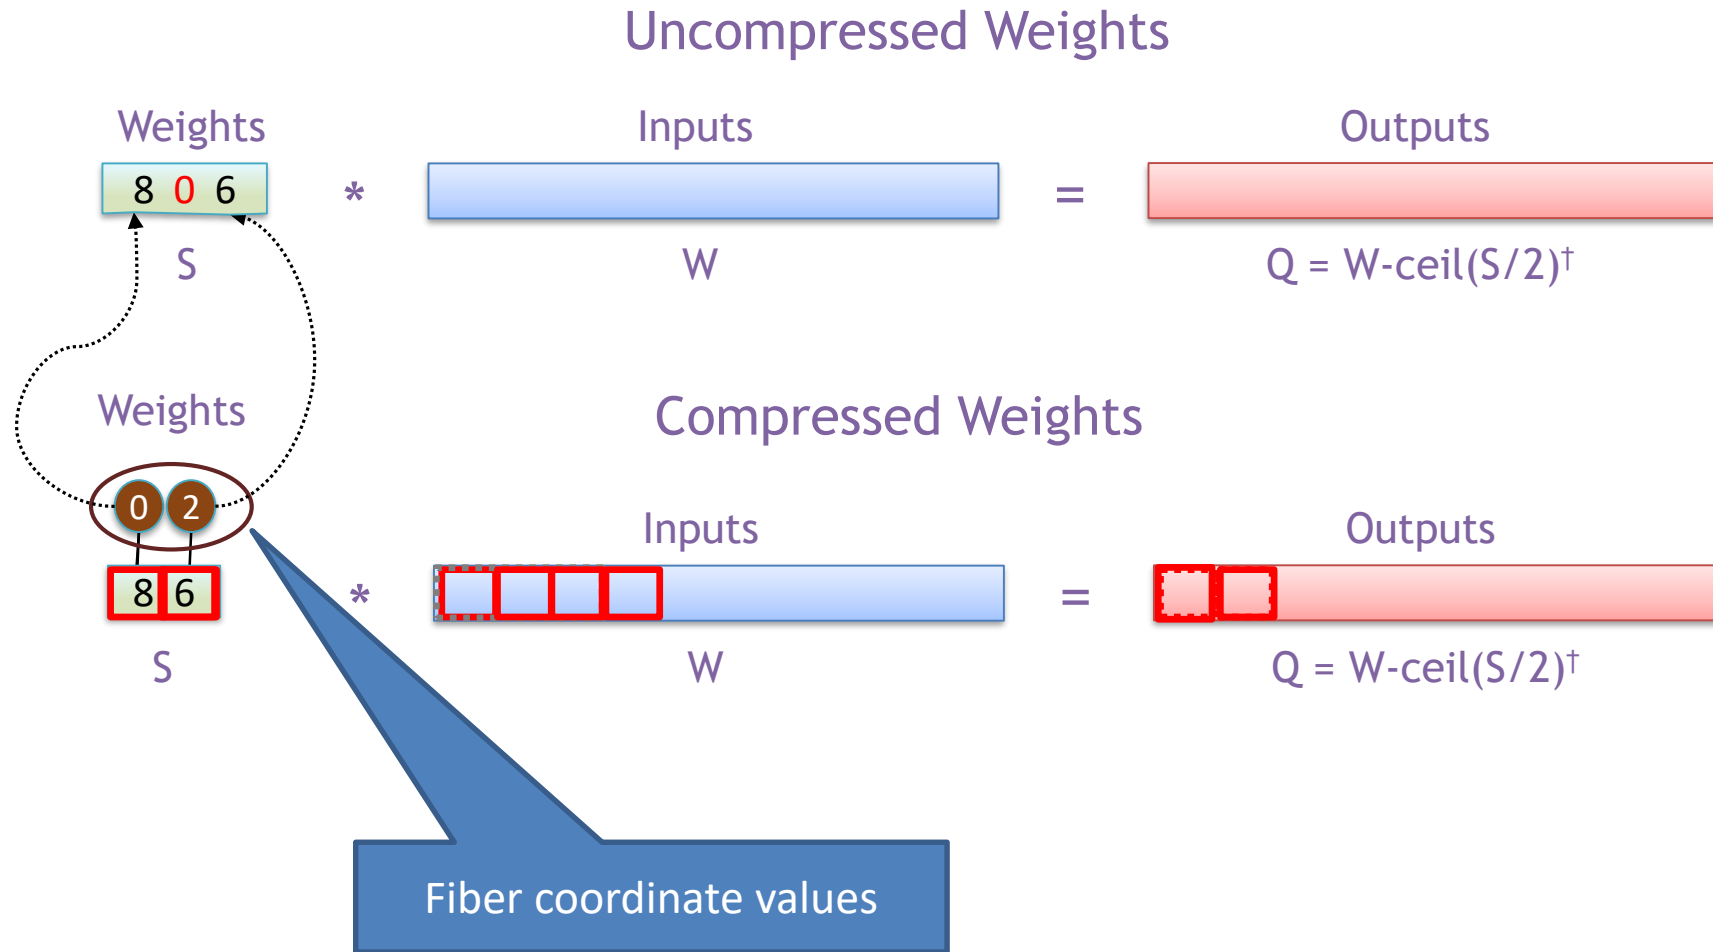 Uncompressed Weights
Weights
Inputs
Outputs
8 0 6
*
=
S
W
Q = W-ceil(S/2)†
Weights
Compressed Weights
0 2
Inputs
Outputs
8 6
*
=
S
W
Q = W-ceil(S/2)†
Fiber coordinate values